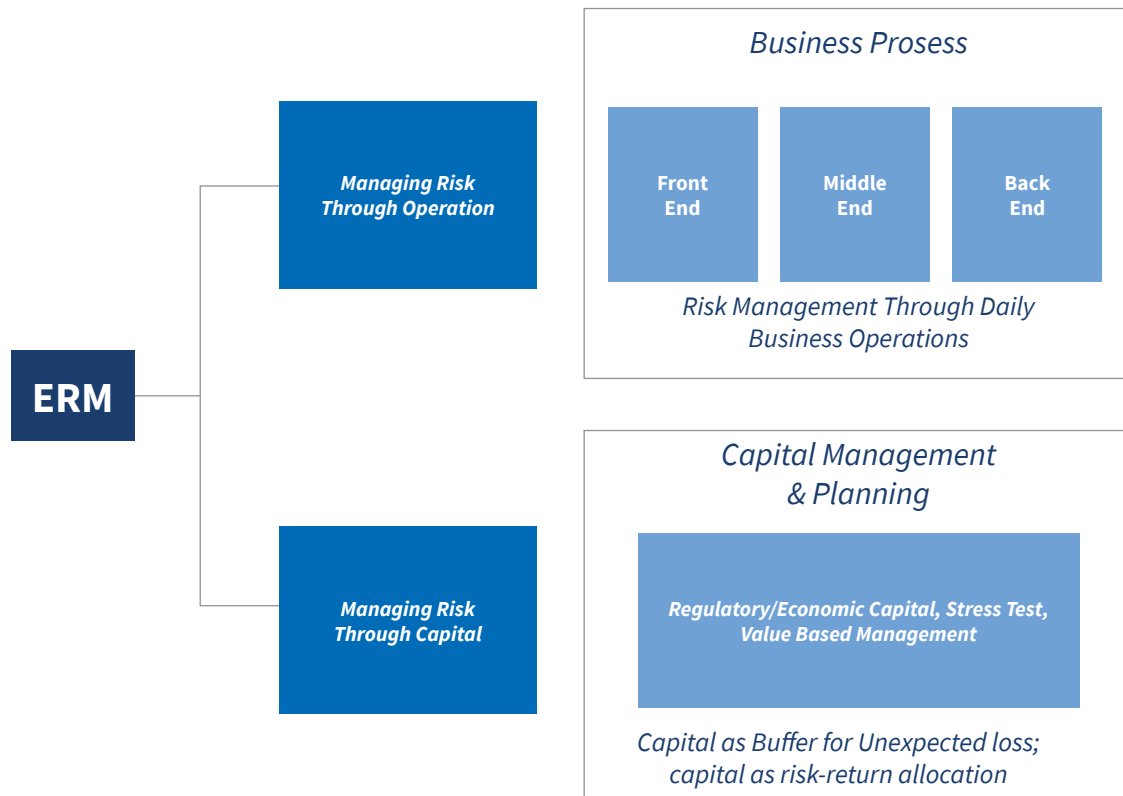 ERM
Managing Risk
Through Operation
Business Prosess
Front
End
Middle
End
Back
End
Risk Management Through Daily
Business Operations
Managing Risk
Through Capital
Capital Management
& Planning
Regulatory/Economic Capital, Stress Test,
Value Based Management
Capital as Buffer for Unexpected loss;
capital as risk-return allocation